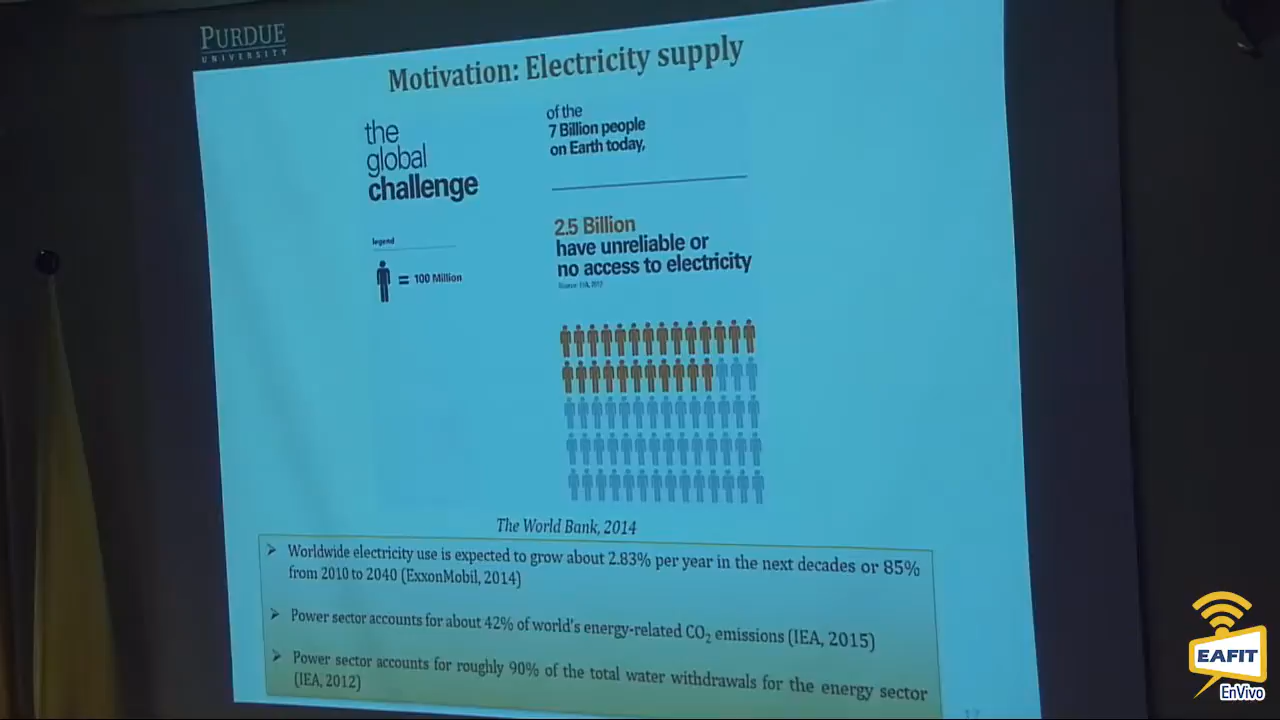 PURDUE
UNIVERSITY
Motivation: Electricity supply
the
global
challenge
of the
7 Billion people
on Earth today,
legend
= 100 Million
2.5 Billion
have unreliable or
no access to electricity
The World Bank, 2014
Worldwide electricity use is expected to grow about 2.83% per year in the next decades or 85%
from 2010 to 2040 (ExxonMobil, 2014)
Power sector accounts for about 42% of world's energy-related CO₂ emissions (IEA, 2015)
Power sector accounts for roughly 90% of the total water withdrawals for the energy sector
(IEA, 2012)
EAFIT
EnVivo